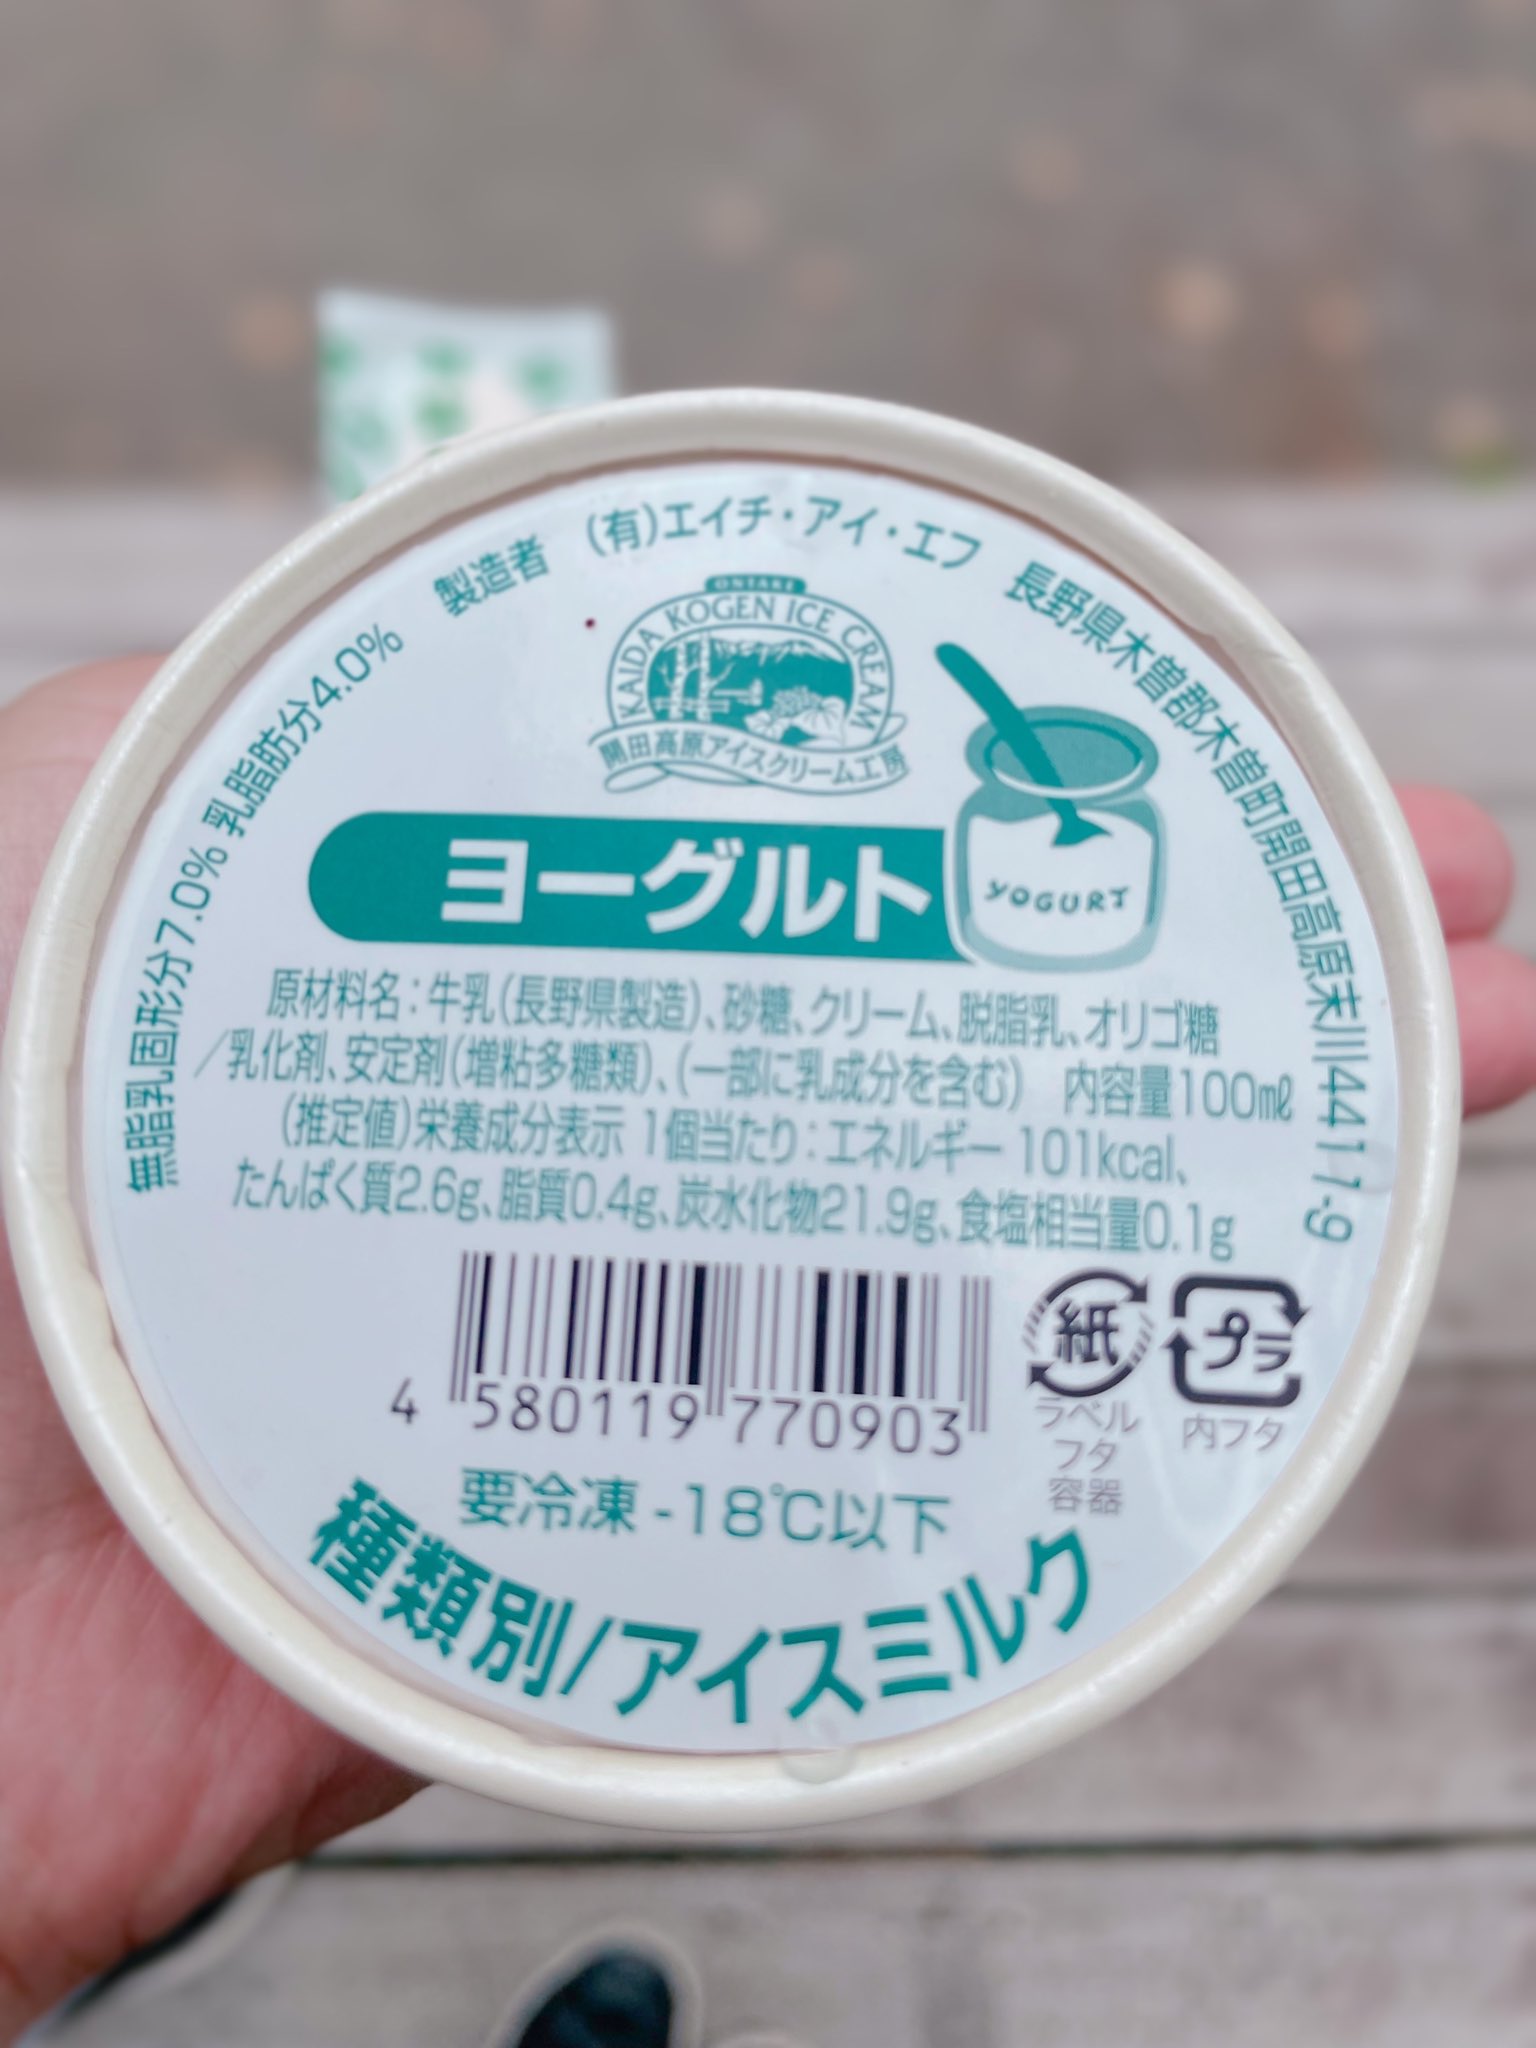 製造者 (有)エイチ・アイ・エフ 長野県木曽郡木曽町開田高原末川4411-9
無脂乳固形分7.0% 乳脂肪分4.0%
ONTAKE
KAIDA KOGEN ICE CREAM
開田高原アイスクリーム工房
ヨーグルト
YOGURT
原材料名:牛乳(長野県製造)、砂糖、クリーム、脱脂乳、オリゴ糖
/乳化剤、安定剤(増粘多糖類)、(一部に乳成分を含む) 内容量100mℓ
(推定値)栄養成分表示 1個当たり:エネルギー 101kcal、
たんぱく質2.6g、脂質0.4g、炭水化物21.9g、食塩相当量0.1g
4 580119 770903
紙
ラベル
フタ
容器
プラ
内フタ
要冷凍 -18℃以下
種類別/アイスミルク